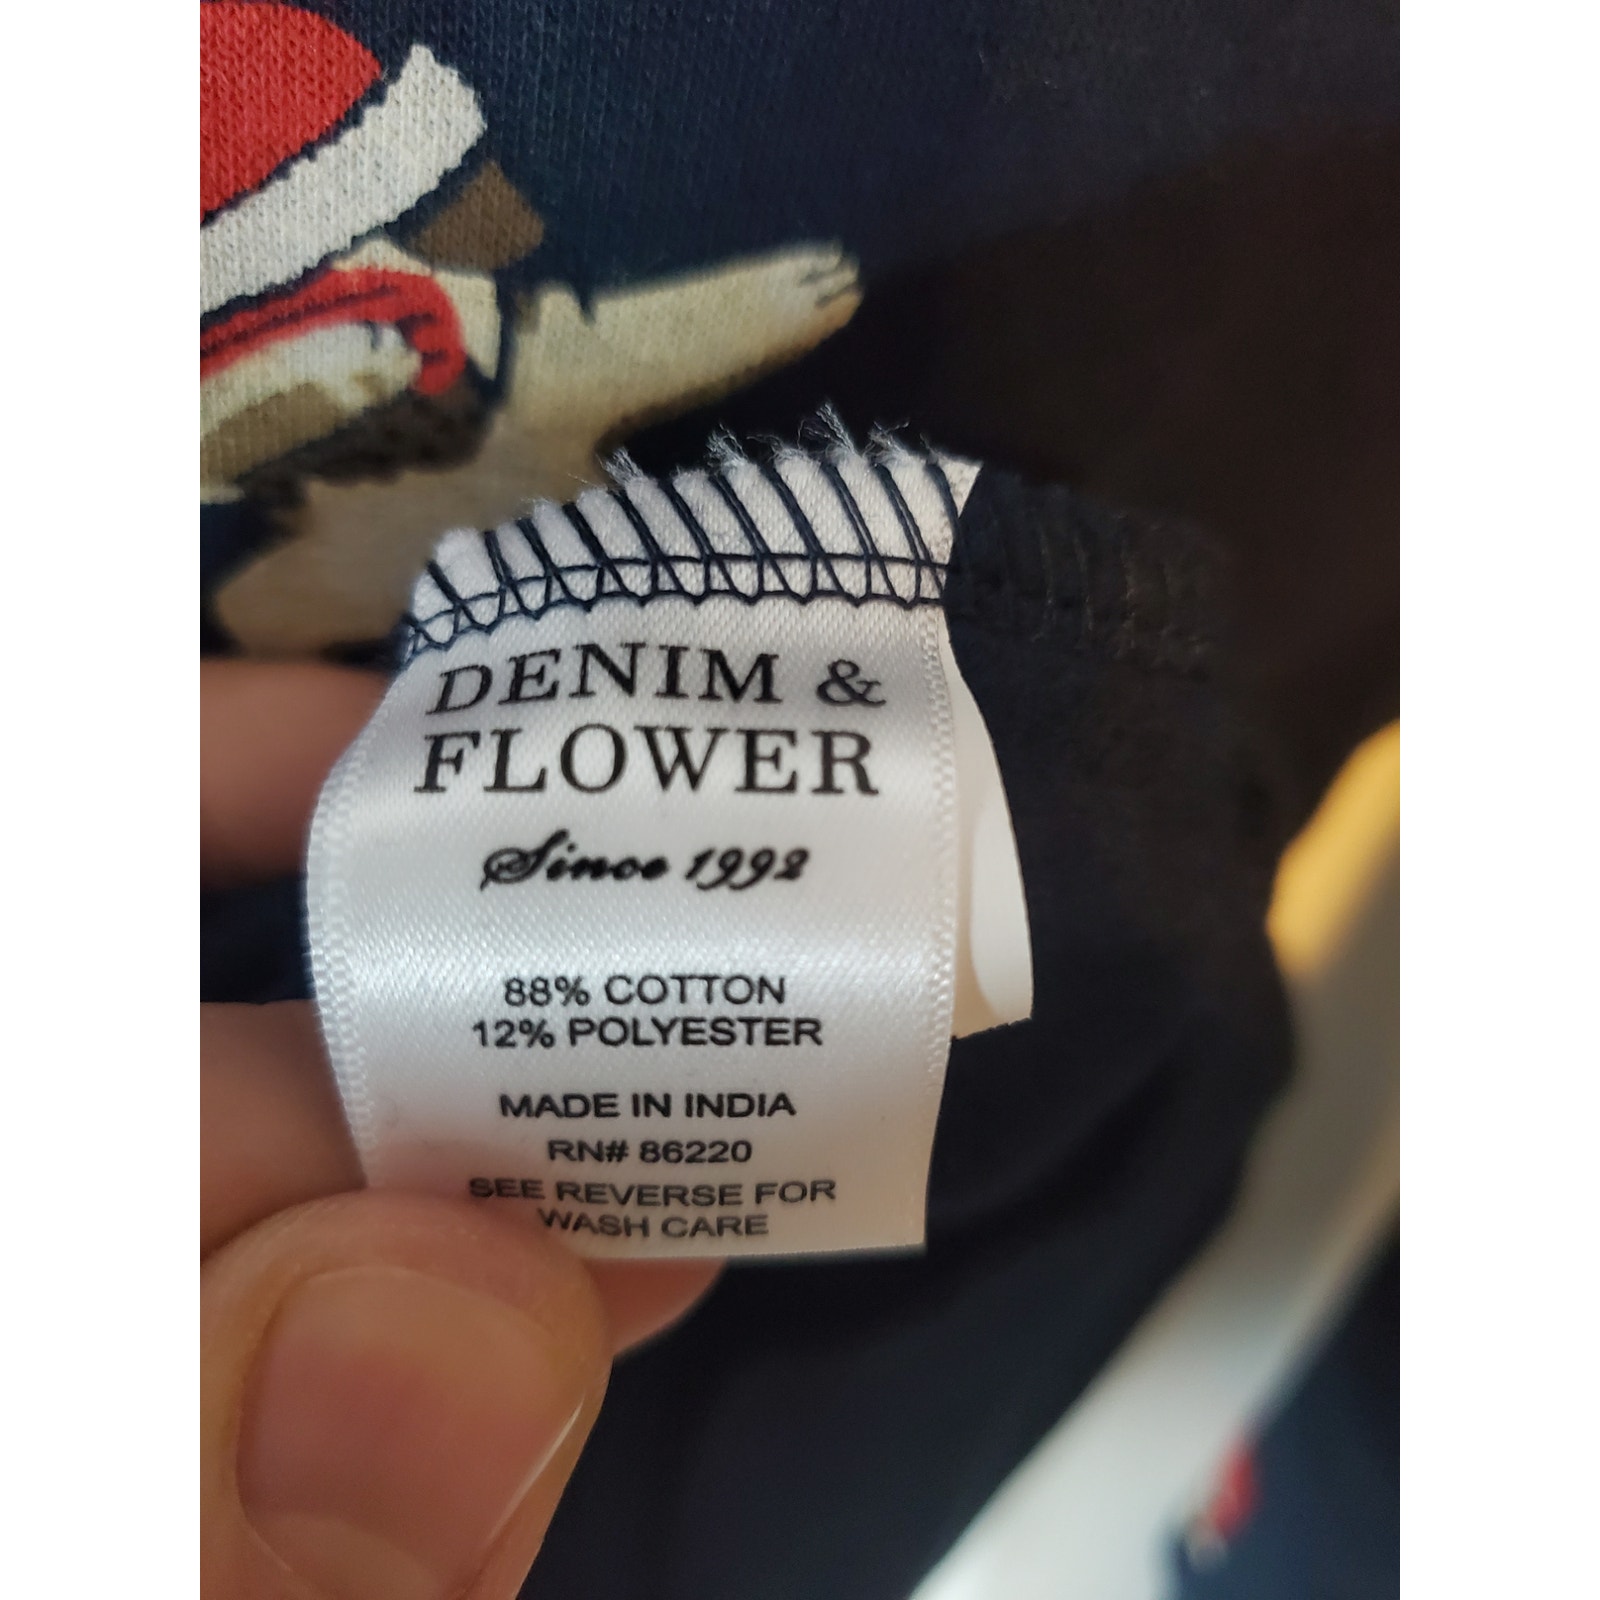 DENIM &
FLOWER
Since 1992
88% COTTON
12% POLYESTER
MADE IN INDIA
RN# 86220
SEE REVERSE FOR
WASH CARE